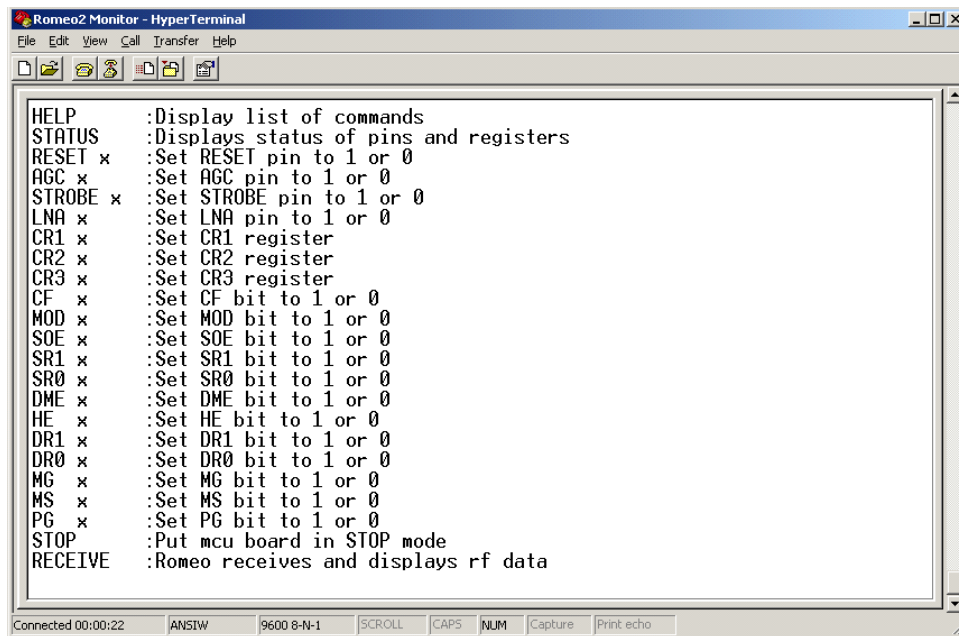 Romeo2 Monitor - HyperTerminal
File Edit View Call Transfer Help
HELP :Display list of commands
STATUS :Displays status of pins and registers
RESET x :Set RESET pin to 1 or 0
AGC x :Set AGC pin to 1 or 0
STROBE x :Set STROBE pin to 1 or 0
LNA x :Set LNA pin to 1 or 0
CR1 x :Set CR1 register
CR2 x :Set CR2 register
CR3 x :Set CR3 register
CF x :Set CF bit to 1 or 0
MOD x :Set MOD bit to 1 or 0
SOE x :Set SOE bit to 1 or 0
SR1 x :Set SR1 bit to 1 or 0
SR0 x :Set SR0 bit to 1 or 0
DME x :Set DME bit to 1 or 0
HE x :Set HE bit to 1 or 0
DR1 x :Set DR1 bit to 1 or 0
DR0 x :Set DR0 bit to 1 or 0
MG x :Set MG bit to 1 or 0
MS x :Set MS bit to 1 or 0
PG x :Set PG bit to 1 or 0
STOP :Put mcu board in STOP mode
RECEIVE :Romeo receives and displays rf data
Connected 00:00:22 ANSIW 9600 8-N-1 SCROLL CAPS NUM Capture Print echo